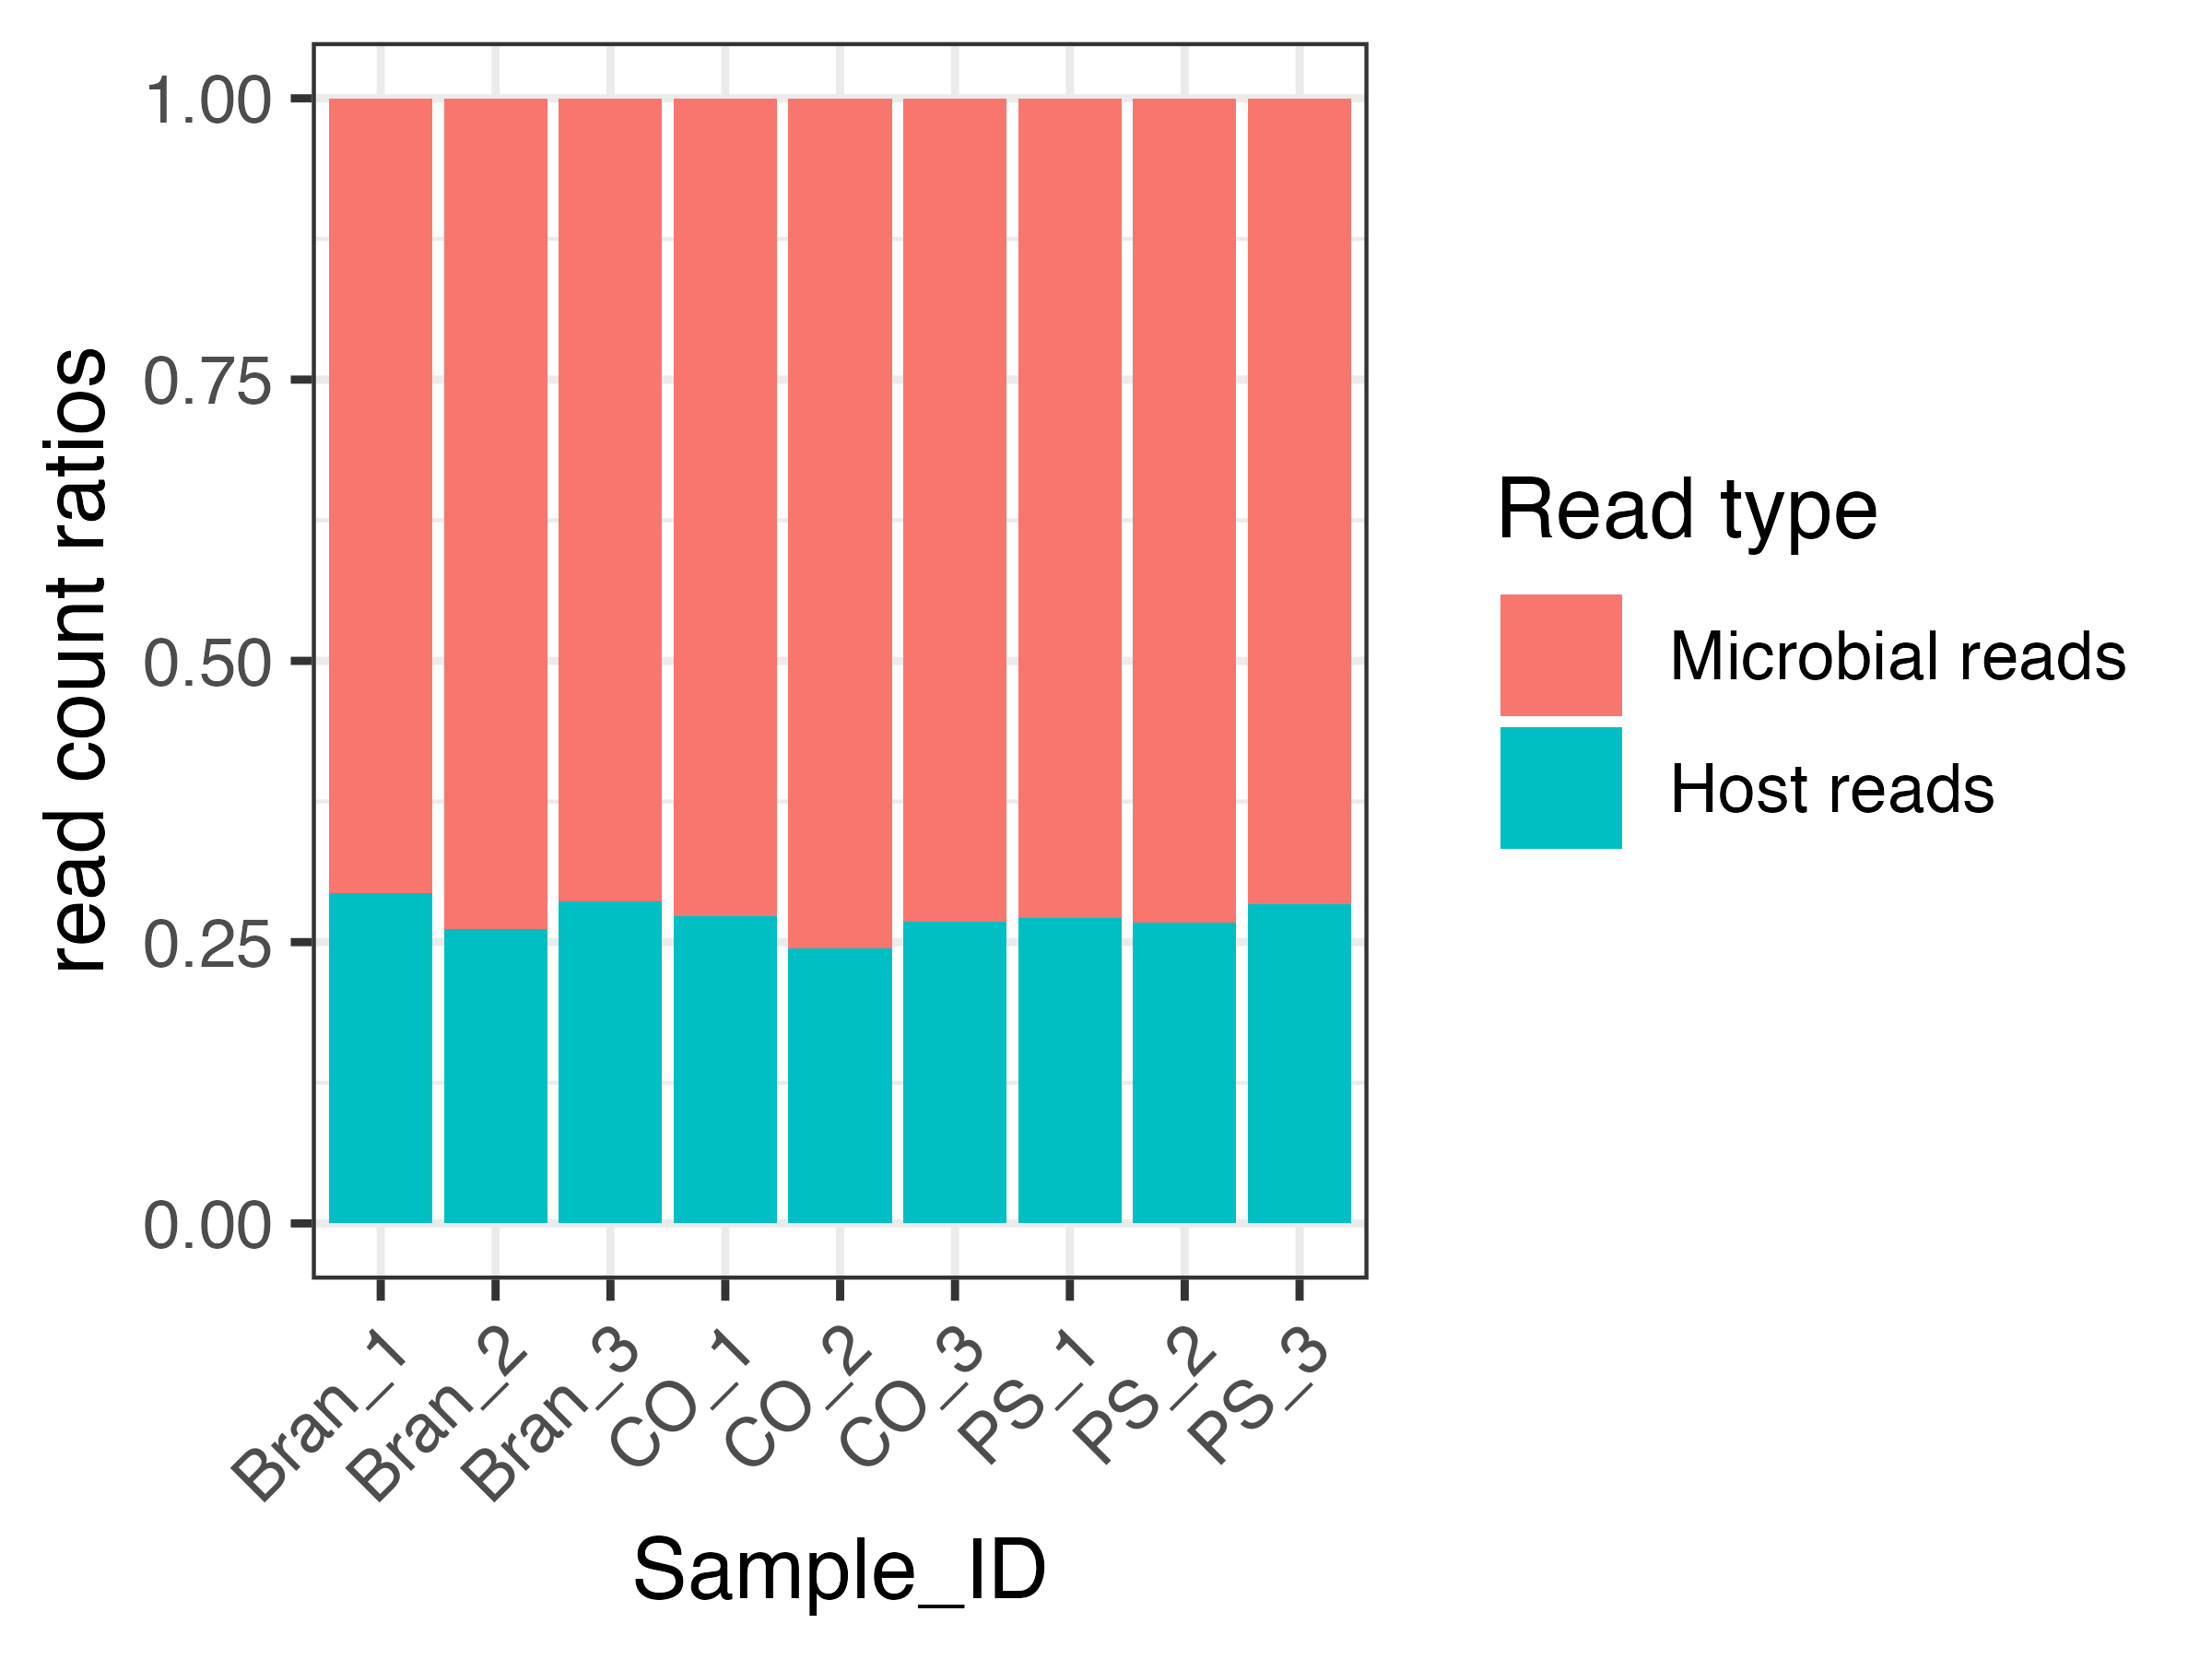 1.00
0.75
0.50
0.25
0.00
read count ratios
Bran_1
Bran_2
Bran_3
CO_1
CO_2
CO_3
PS_1
PS_2
PS_3
Sample_ID
Read type
Microbial reads
Host reads